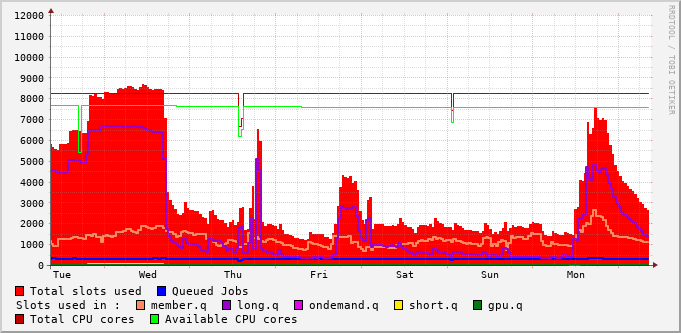 12000
11000
10000
9000
8000
7000
6000
5000
4000
3000
2000
1000
0
Tue Wed Thu Fri Sat Sun Mon
RRDTOOL / TOBI OETIKER
Total slots used Queued Jobs
Slots used in : member.q long.q ondemand.q short.q gpu.q
Total CPU cores Available CPU cores